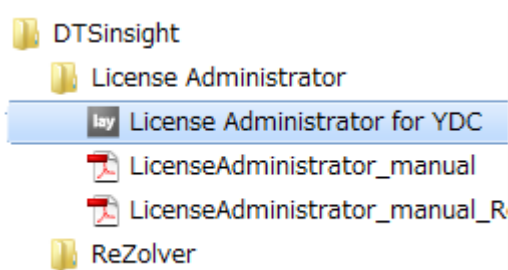 DTSinsight
License Administrator
lay License Administrator for YDC
LicenseAdministrator_manual
LicenseAdministrator_manual_R
ReZolver